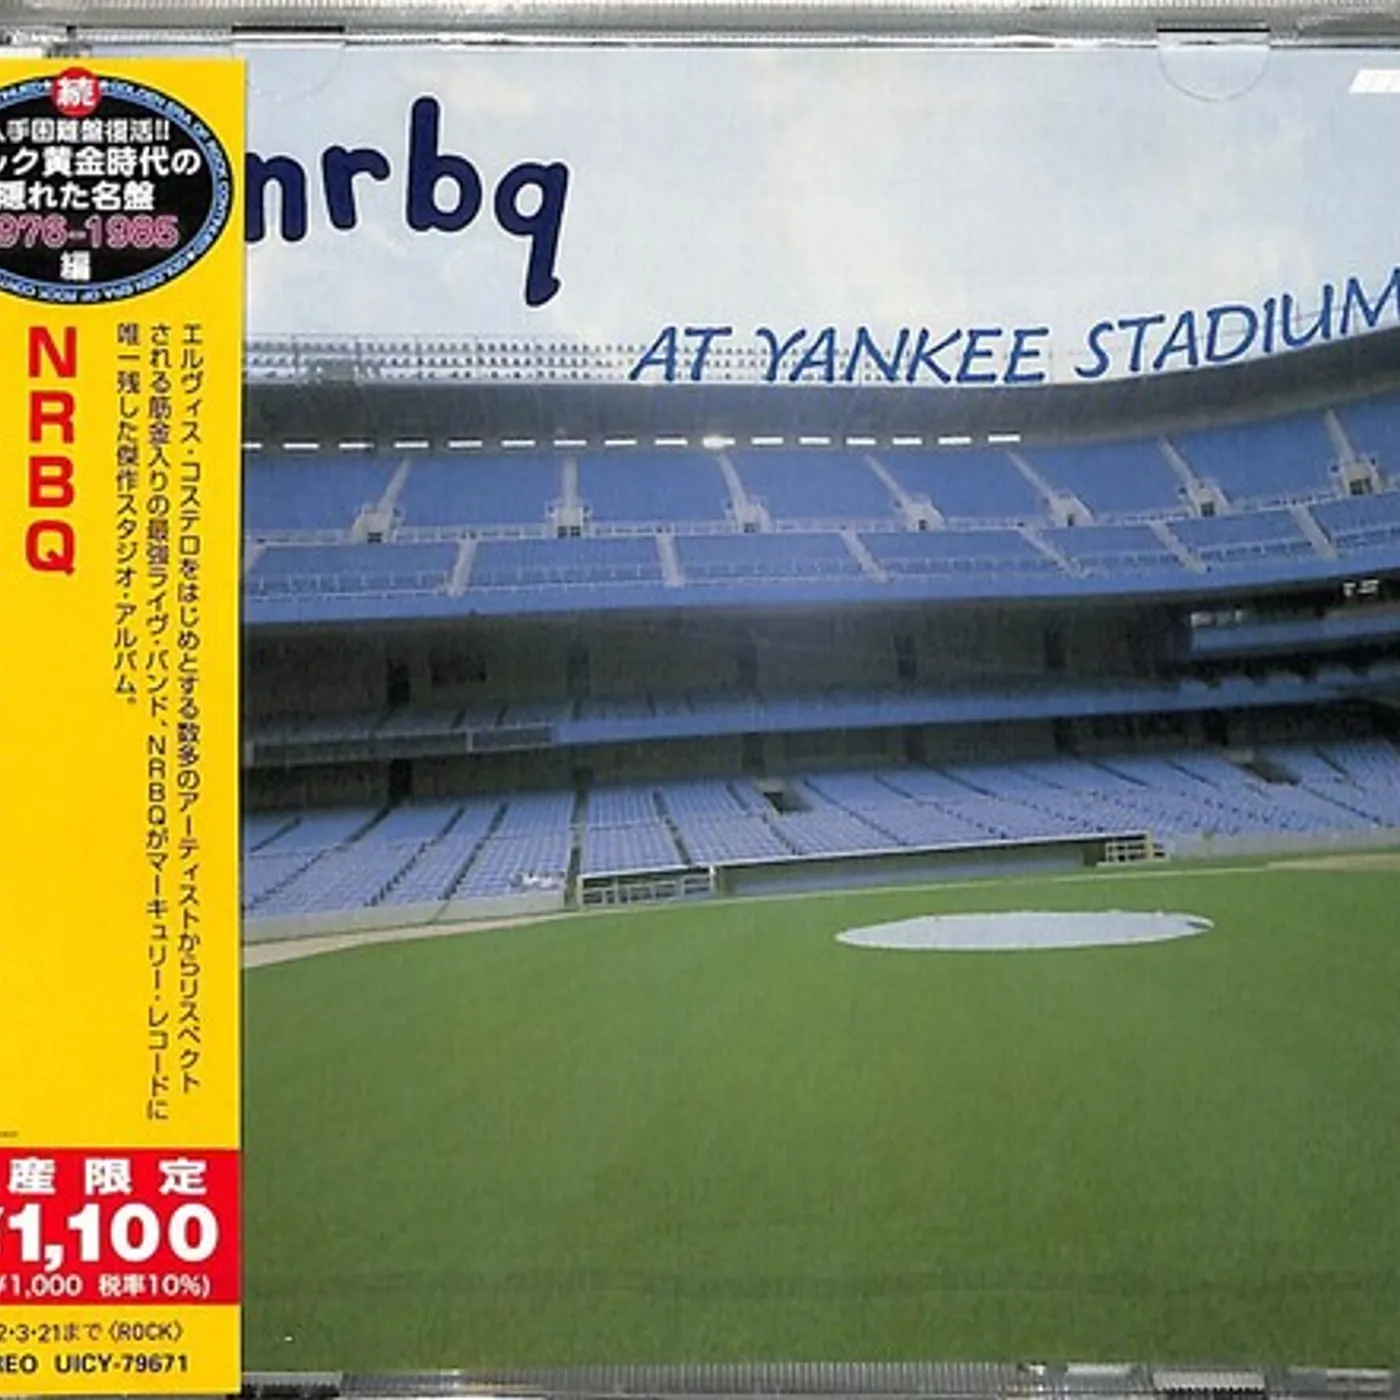 続
入手困難盤復活!!
ック黄金時代の
隠れた名盤
1976-1985
編
NRBQ
エルヴィス・コステロをはじめとする数多のアーティストからリスペクト
される筋金入りの最強ライヴ・バンド、NRBQがマーキュリー・レコードに
唯一残した傑作スタジオ・アルバム。
産限定
¥1,100
¥1,000 税率10%)
2・3・21まで〈ROCK〉
REO UICY-79671
nrbq
AT YANKEE STADIUM